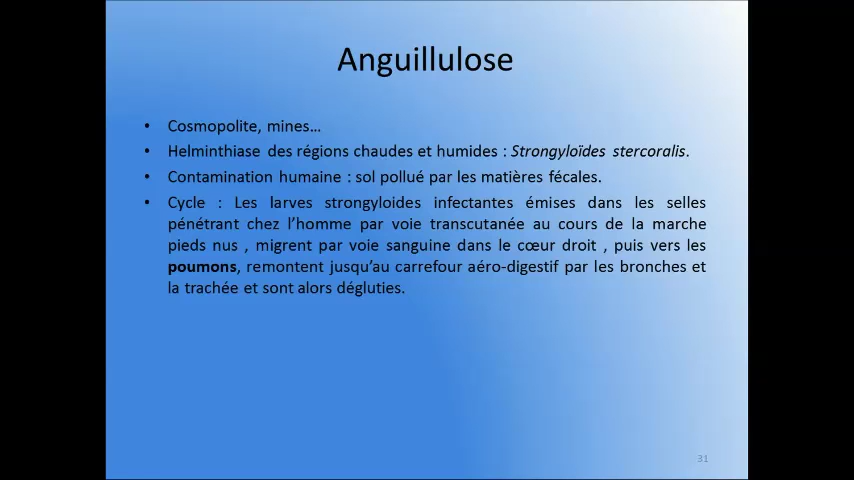 Anguillulose
• Cosmopolite, mines…
• Helminthiase des régions chaudes et humides : Strongyloïdes stercoralis.
• Contamination humaine : sol pollué par les matières fécales.
• Cycle : Les larves strongyloides infectantes émises dans les selles
pénétrant chez l’homme par voie transcutanée au cours de la marche
pieds nus , migrent par voie sanguine dans le cœur droit , puis vers les
poumons, remontent jusqu’au carrefour aéro-digestif par les bronches et
la trachée et sont alors dégluties.
31